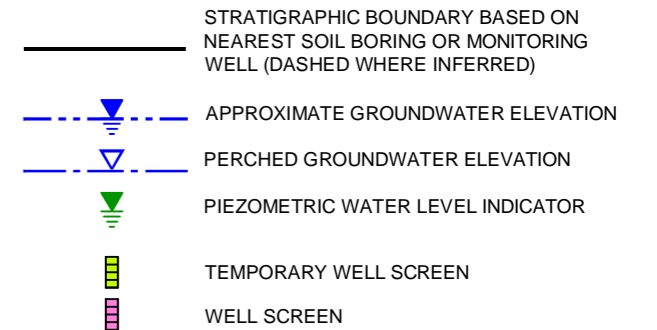 STRATIGRAPHIC BOUNDARY BASED ON
NEAREST SOIL BORING OR MONITORING
WELL (DASHED WHERE INFERRED)
APPROXIMATE GROUNDWATER ELEVATION
PERCHED GROUNDWATER ELEVATION
PIEZOMETRIC WATER LEVEL INDICATOR
TEMPORARY WELL SCREEN
WELL SCREEN